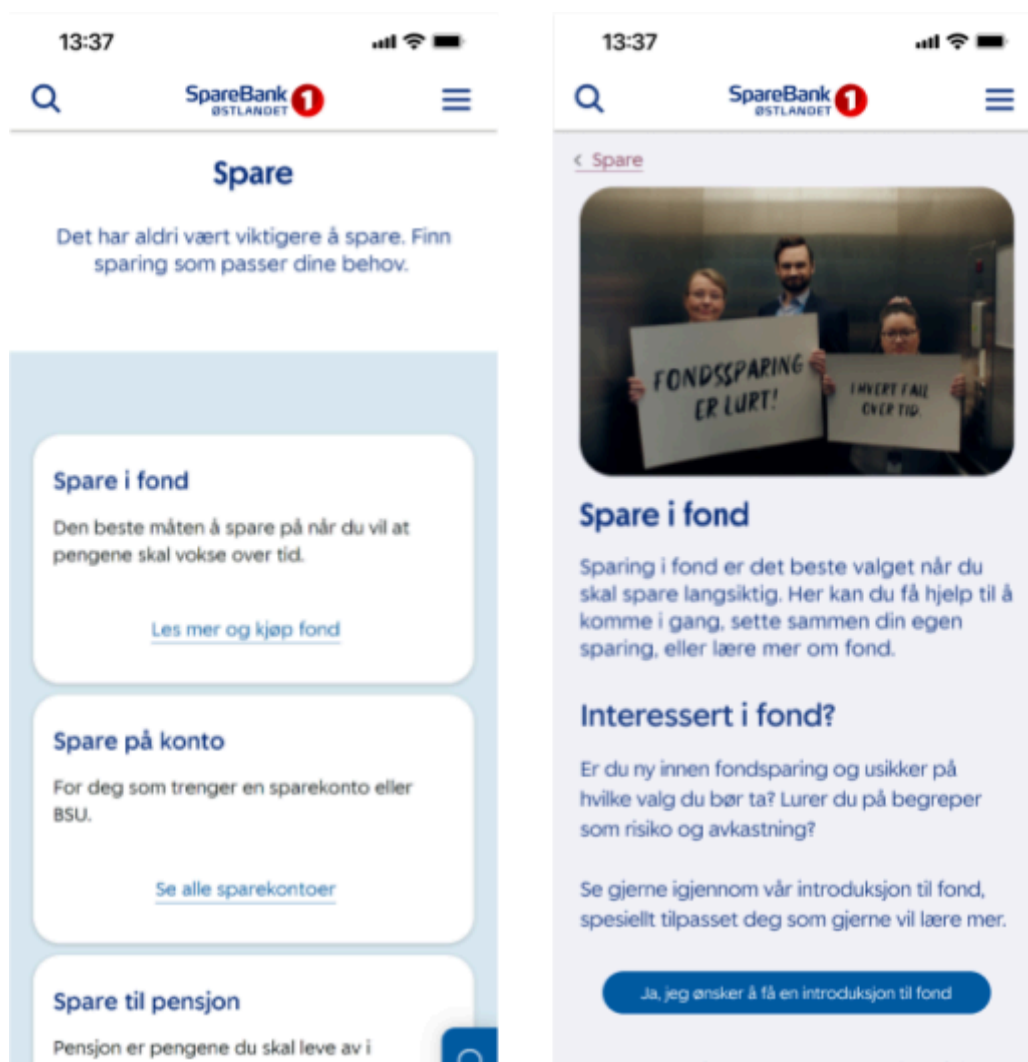 13:37
SpareBank 1
ØSTLANDET
Spare
Det har aldri vært viktigere å spare. Finn
sparing som passer dine behov.
Spare i fond
Den beste måten å spare på når du vil at
pengene skal vokse over tid.
Les mer og kjøp fond
Spare på konto
For deg som trenger en sparekonto eller
BSU.
Se alle sparekontoer
Spare til pensjon
Pensjon er pengene du skal leve av i
13:37
SpareBank 1
ØSTLANDET
< Spare
FONDSSPARING
ER LURT!
I HVERT FALL
OVER TID.
Spare i fond
Sparing i fond er det beste valget når du
skal spare langsiktig. Her kan du få hjelp til å
komme i gang, sette sammen din egen
sparing, eller lære mer om fond.
Interessert i fond?
Er du ny innen fondsparing og usikker på
hvilke valg du bør ta? Lurer du på begreper
som risiko og avkastning?
Se gjerne igjennom vår introduksjon til fond,
spesiellt tilpasset deg som gjerne vil lære mer.
Ja, jeg ønsker å få en introduksjon til fond